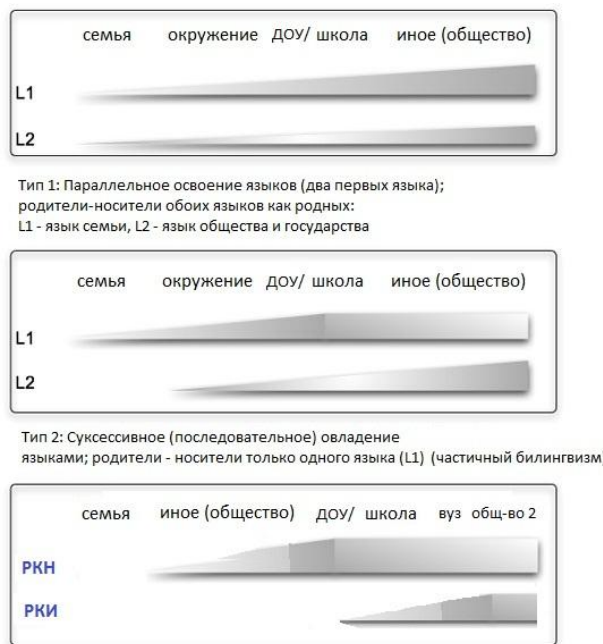 семья окружение ДОУ/ школа иное (общество)
L1
L2
Тип 1: Параллельное освоение языков (два первых языка);
родители-носители обоих языков как родных:
L1 - язык семьи, L2 - язык общества и государства
семья окружение ДОУ/ школа иное (общество)
L1
L2
Тип 2: Суксессивное (последовательное) овладение
языками; родители - носители только одного языка (L1) (частичный билингвизм)
семья иное (общество) ДОУ/ школа вуз общ-во 2
РКН
РКИ